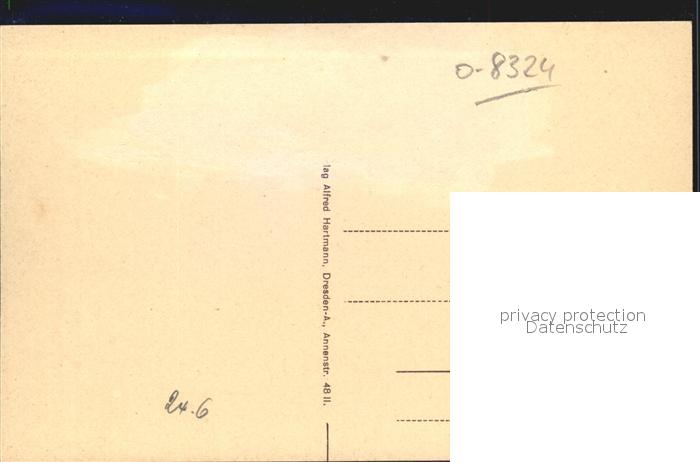 O-8324
lag Alfred Hartmann, Dresden-A., Annenstr. 48 II.
privacy protection
Datenschutz
24.6